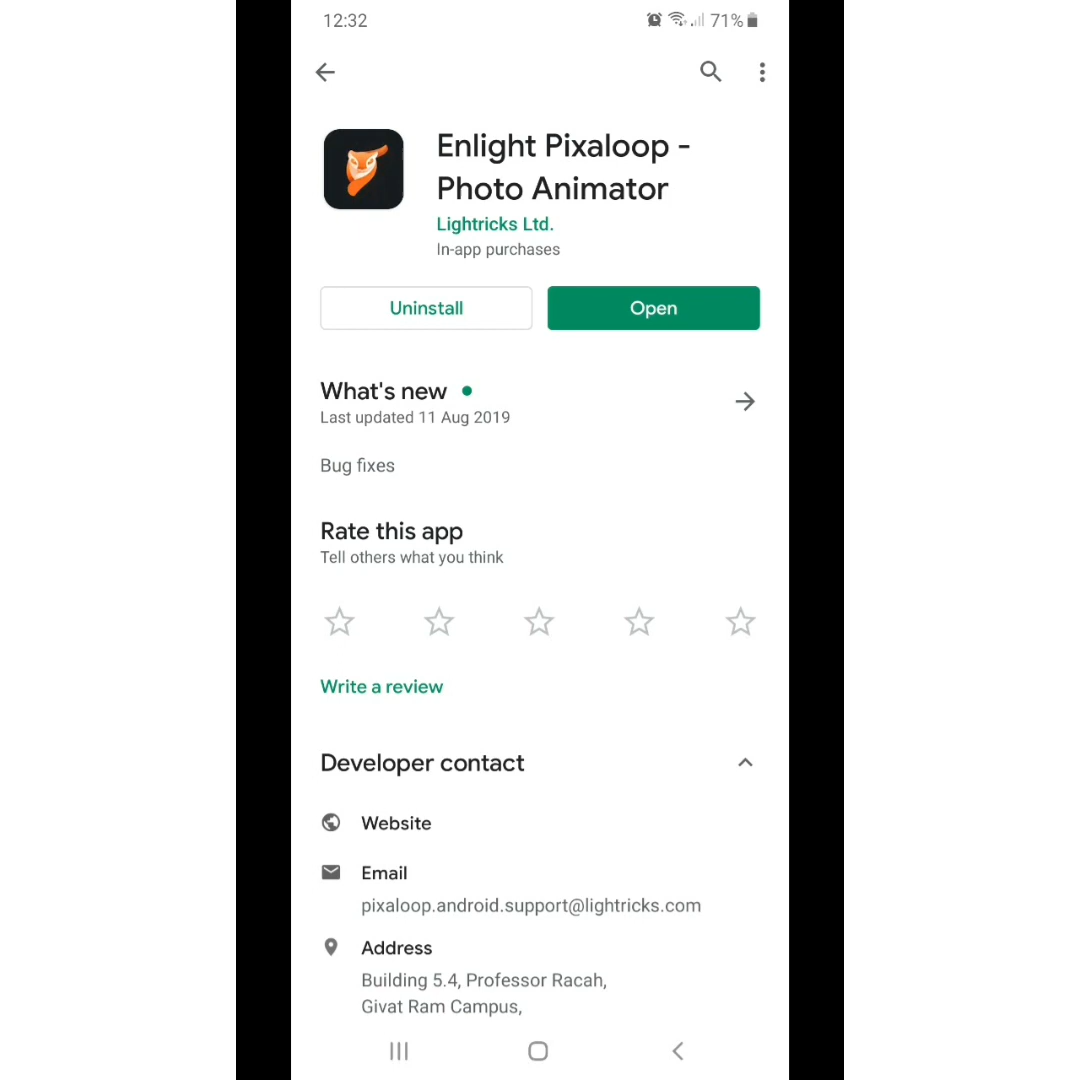 12:32
71%
Enlight Pixaloop -
Photo Animator
Lightricks Ltd.
In-app purchases
Uninstall
Open
What's new
Last updated 11 Aug 2019
Bug fixes
Rate this app
Tell others what you think
Write a review
Developer contact
Website
Email
pixaloop.android.support@lightricks.com
Address
Building 5.4, Professor Racah,
Givat Ram Campus,